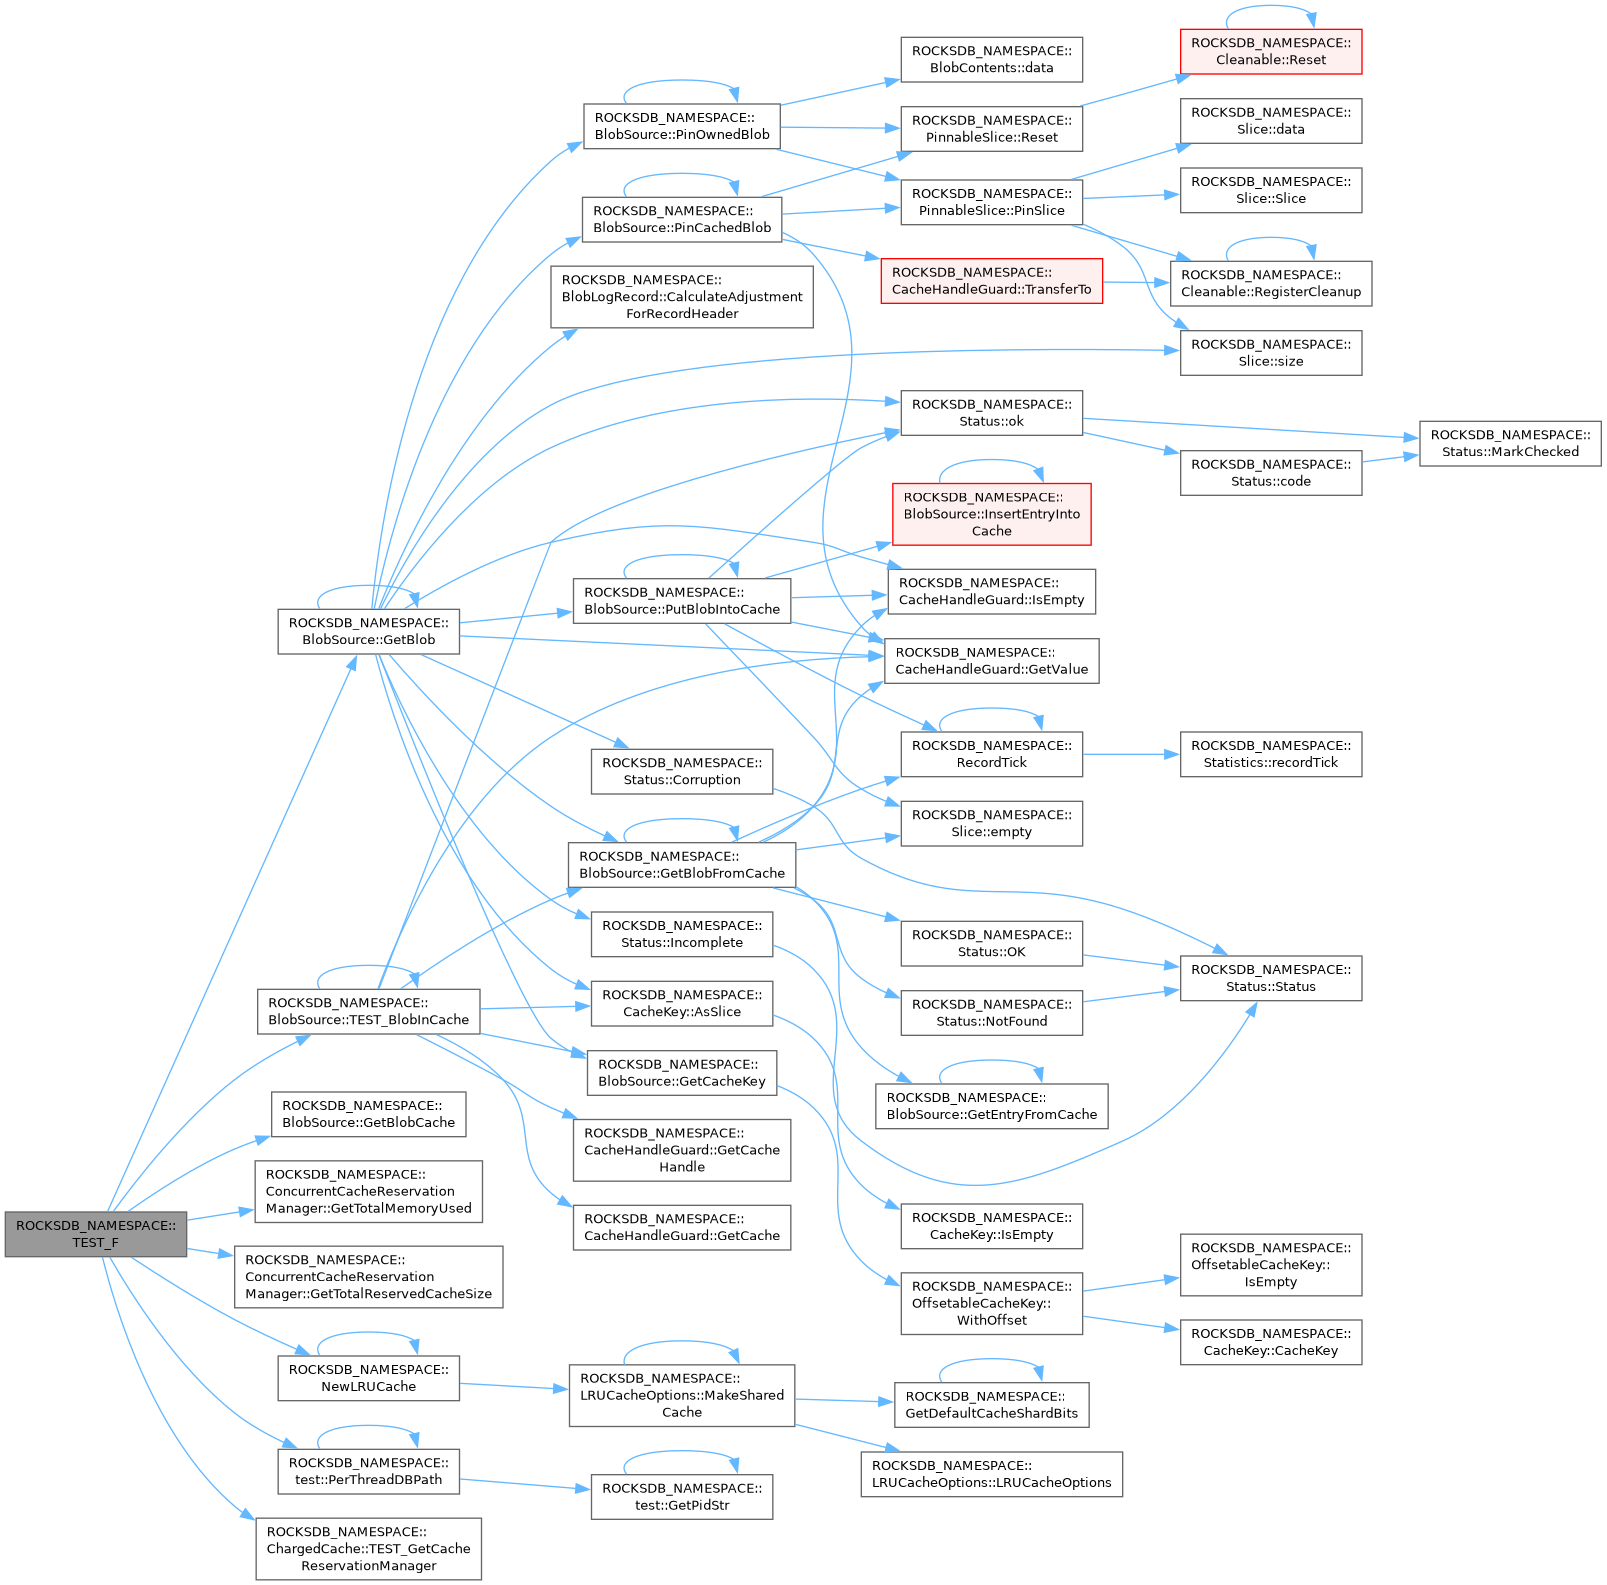 ROCKSDB_NAMESPACE::
TEST_F
ROCKSDB_NAMESPACE::
BlobSource::GetBlob
ROCKSDB_NAMESPACE::
BlobSource::TEST_BlobInCache
ROCKSDB_NAMESPACE::
BlobSource::GetBlobCache
ROCKSDB_NAMESPACE::
ConcurrentCacheReservation
Manager::GetTotalMemoryUsed
ROCKSDB_NAMESPACE::
ConcurrentCacheReservation
Manager::GetTotalReservedCacheSize
ROCKSDB_NAMESPACE::
NewLRUCache
ROCKSDB_NAMESPACE::
test::PerThreadDBPath
ROCKSDB_NAMESPACE::
ChargedCache::TEST_GetCache
ReservationManager
ROCKSDB_NAMESPACE::
BlobSource::PinOwnedBlob
ROCKSDB_NAMESPACE::
BlobSource::PinCachedBlob
ROCKSDB_NAMESPACE::
BlobLogRecord::CalculateAdjustment
ForRecordHeader
ROCKSDB_NAMESPACE::
BlobSource::PutBlobIntoCache
ROCKSDB_NAMESPACE::
Status::Corruption
ROCKSDB_NAMESPACE::
BlobSource::GetBlobFromCache
ROCKSDB_NAMESPACE::
Status::Incomplete
ROCKSDB_NAMESPACE::
CacheKey::AsSlice
ROCKSDB_NAMESPACE::
BlobSource::GetCacheKey
ROCKSDB_NAMESPACE::
CacheHandleGuard::GetCache
Handle
ROCKSDB_NAMESPACE::
CacheHandleGuard::GetCache
ROCKSDB_NAMESPACE::
LRUCacheOptions::MakeShared
Cache
ROCKSDB_NAMESPACE::
test::GetPidStr
ROCKSDB_NAMESPACE::
BlobContents::data
ROCKSDB_NAMESPACE::
PinnableSlice::Reset
ROCKSDB_NAMESPACE::
PinnableSlice::PinSlice
ROCKSDB_NAMESPACE::
CacheHandleGuard::TransferTo
ROCKSDB_NAMESPACE::
Status::ok
ROCKSDB_NAMESPACE::
BlobSource::InsertEntryInto
Cache
ROCKSDB_NAMESPACE::
CacheHandleGuard::IsEmpty
ROCKSDB_NAMESPACE::
CacheHandleGuard::GetValue
ROCKSDB_NAMESPACE::
RecordTick
ROCKSDB_NAMESPACE::
Slice::empty
ROCKSDB_NAMESPACE::
Status::OK
ROCKSDB_NAMESPACE::
Status::NotFound
ROCKSDB_NAMESPACE::
BlobSource::GetEntryFromCache
ROCKSDB_NAMESPACE::
CacheKey::IsEmpty
ROCKSDB_NAMESPACE::
OffsetableCacheKey::
WithOffset
ROCKSDB_NAMESPACE::
GetDefaultCacheShardBits
ROCKSDB_NAMESPACE::
LRUCacheOptions::LRUCacheOptions
ROCKSDB_NAMESPACE::
Cleanable::Reset
ROCKSDB_NAMESPACE::
Slice::data
ROCKSDB_NAMESPACE::
Slice::Slice
ROCKSDB_NAMESPACE::
Cleanable::RegisterCleanup
ROCKSDB_NAMESPACE::
Slice::size
ROCKSDB_NAMESPACE::
Status::code
ROCKSDB_NAMESPACE::
Statistics::recordTick
ROCKSDB_NAMESPACE::
Status::Status
ROCKSDB_NAMESPACE::
OffsetableCacheKey::
IsEmpty
ROCKSDB_NAMESPACE::
CacheKey::CacheKey
ROCKSDB_NAMESPACE::
Status::MarkChecked